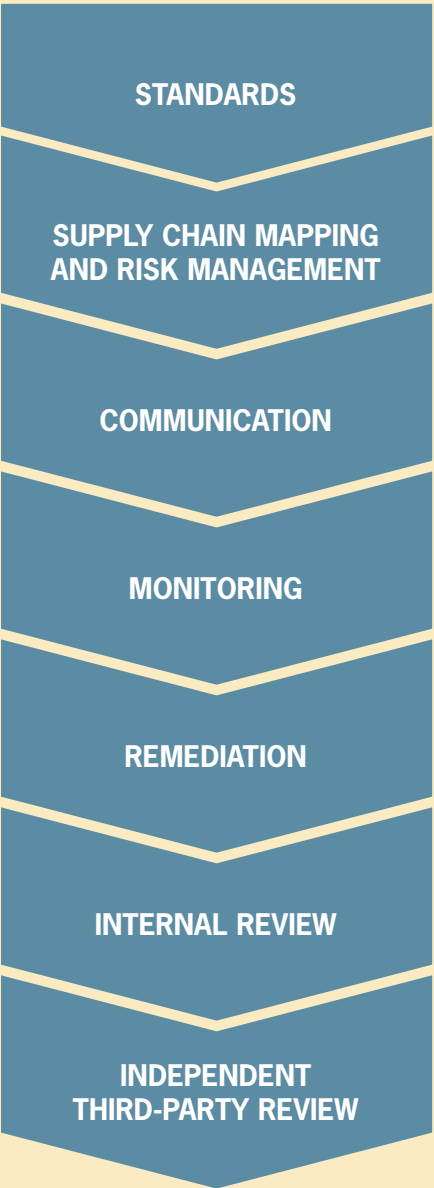 STANDARDS
SUPPLY CHAIN MAPPING
AND RISK MANAGEMENT
COMMUNICATION
MONITORING
REMEDIATION
INTERNAL REVIEW
INDEPENDENT
THIRD-PARTY REVIEW